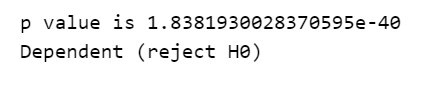 p value is 1.8381930028370595e-40
Dependent (reject H0)